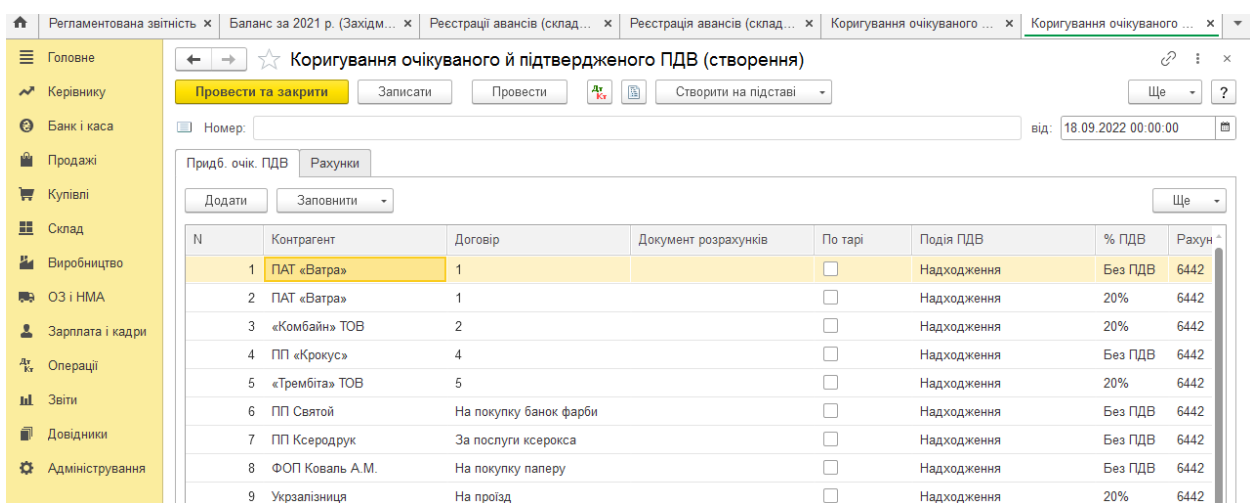 Регламентована звітність × Баланс за 2021 р. (Західм... × Реєстрації авансів (склад... × Реєстрація авансів (склад... × Коригування очікуваного ... × Коригування очікуваного ... ×
Головне
Керівнику
Банк і каса
Продажі
Купівлі
Склад
Виробництво
ОЗ і НМА
Зарплата і кадри
Операції
Звіти
Довідники
Адміністрування
Коригування очікуваного й підтвердженого ПДВ (створення)
Провести та закрити Записати Провести Дт Кт Створити на підставі Ще ?
Номер: від: 18.09.2022 00:00:00
Придб. очік. ПДВ Рахунки
Додати Заповнити Ще
N Контрагент Договір Документ розрахунків По тарі Подія ПДВ % ПДВ Рахун
1 ПАТ «Ватра» 1 Надходження Без ПДВ 6442
2 ПАТ «Ватра» 1 Надходження 20% 6442
3 «Комбайн» ТОВ 2 Надходження 20% 6442
4 ПП «Крокус» 4 Надходження Без ПДВ 6442
5 «Трембіта» ТОВ 5 Надходження 20% 6442
6 ПП Святой На покупку банок фарби Надходження Без ПДВ 6442
7 ПП Ксеродрук За послуги ксерокса Надходження Без ПДВ 6442
8 ФОП Коваль А.М. На покупку паперу Надходження Без ПДВ 6442
9 Укрзалізниця На проїзд Надходження 20% 6442